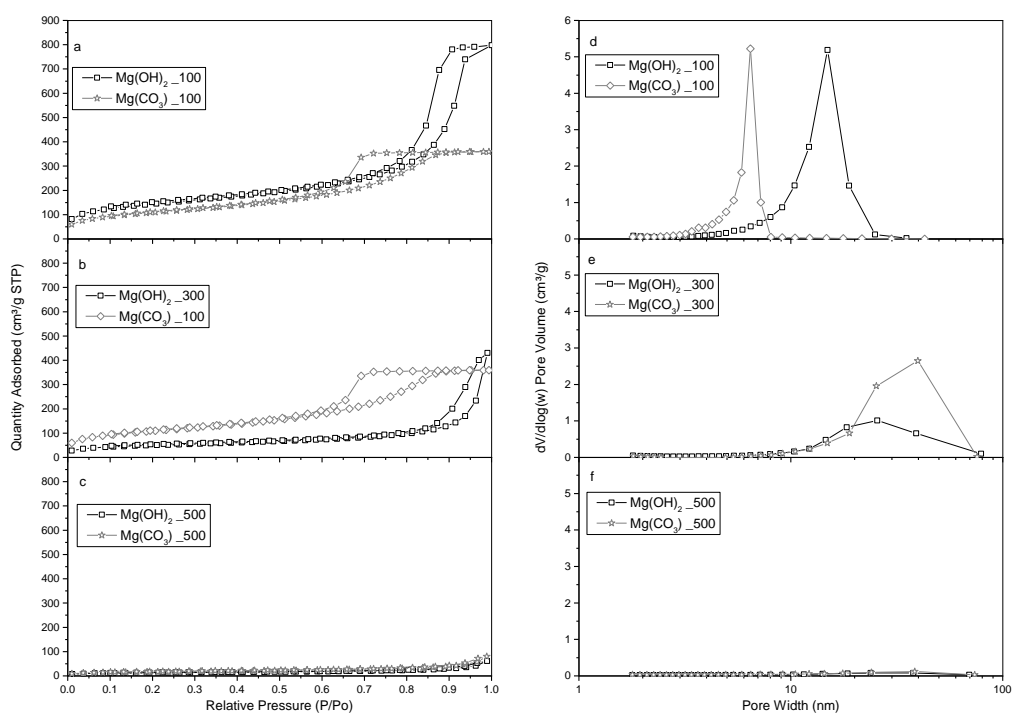 a
Mg(OH)₂ _100
Mg(CO₃) _100
900
800
700
600
500
400
300
200
100
0
b
Mg(OH)₂ _300
Mg(CO₃) _100
800
700
600
500
400
300
200
100
0
c
Mg(OH)₂ _500
Mg(CO₃) _500
800
700
600
500
400
300
200
100
0
0.0 0.1 0.2 0.3 0.4 0.5 0.6 0.7 0.8 0.9 1.0
Relative Pressure (P/Po)
Quantity Adsorbed (cm³/g STP)
d
Mg(OH)₂ _100
Mg(CO₃) _100
6
5
4
3
2
1
0
e
Mg(OH)₂ _300
Mg(CO₃) _300
5
4
3
2
1
0
f
Mg(OH)₂ _500
Mg(CO₃) _500
5
4
3
2
1
0
1 10 100
Pore Width (nm)
dV/dlog(w) Pore Volume (cm³/g)